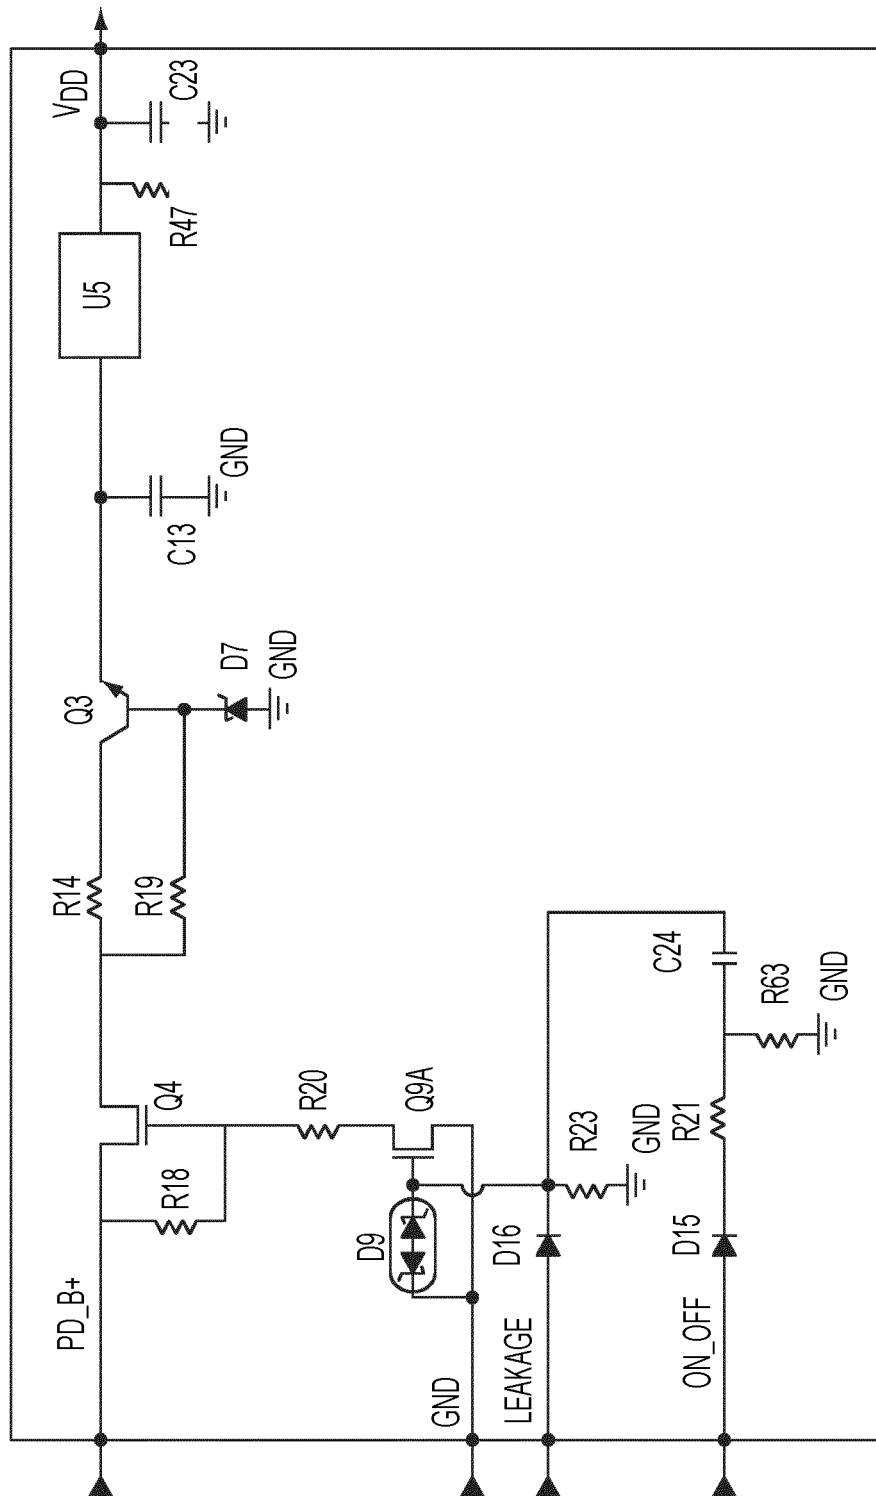 PD_B+
R18
Q4
R14
R19
Q3
D7
GND
C13
GND
U5
R47
VDD
C23
R20
Q9A
D9
GND
LEAKAGE
D16
R23
GND
ON_OFF
D15
R21
C24
R63
GND